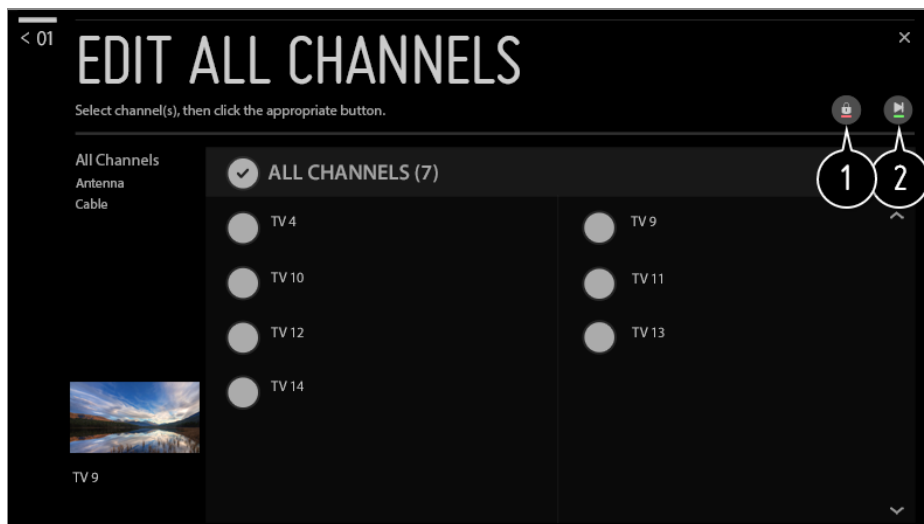 < 01
EDIT ALL CHANNELS
×
Select channel(s), then click the appropriate button.
1
2
All Channels
Antenna
Cable
ALL CHANNELS (7)
TV 4
TV 9
TV 10
TV 11
TV 12
TV 13
TV 14
TV 9